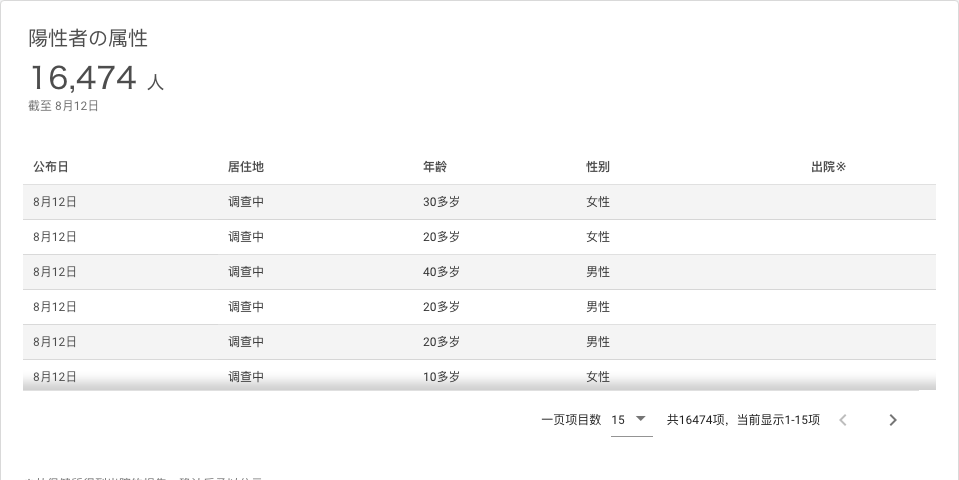 陽性者の属性
16,474 人
截至 8月12日
公布日 居住地 年龄 性别 出院※
8月12日 调查中 30多岁 女性
8月12日 调查中 20多岁 女性
8月12日 调查中 40多岁 男性
8月12日 调查中 20多岁 男性
8月12日 调查中 20多岁 男性
8月12日 调查中 10多岁 女性
一页项目数 15 共16474项，当前显示1-15项